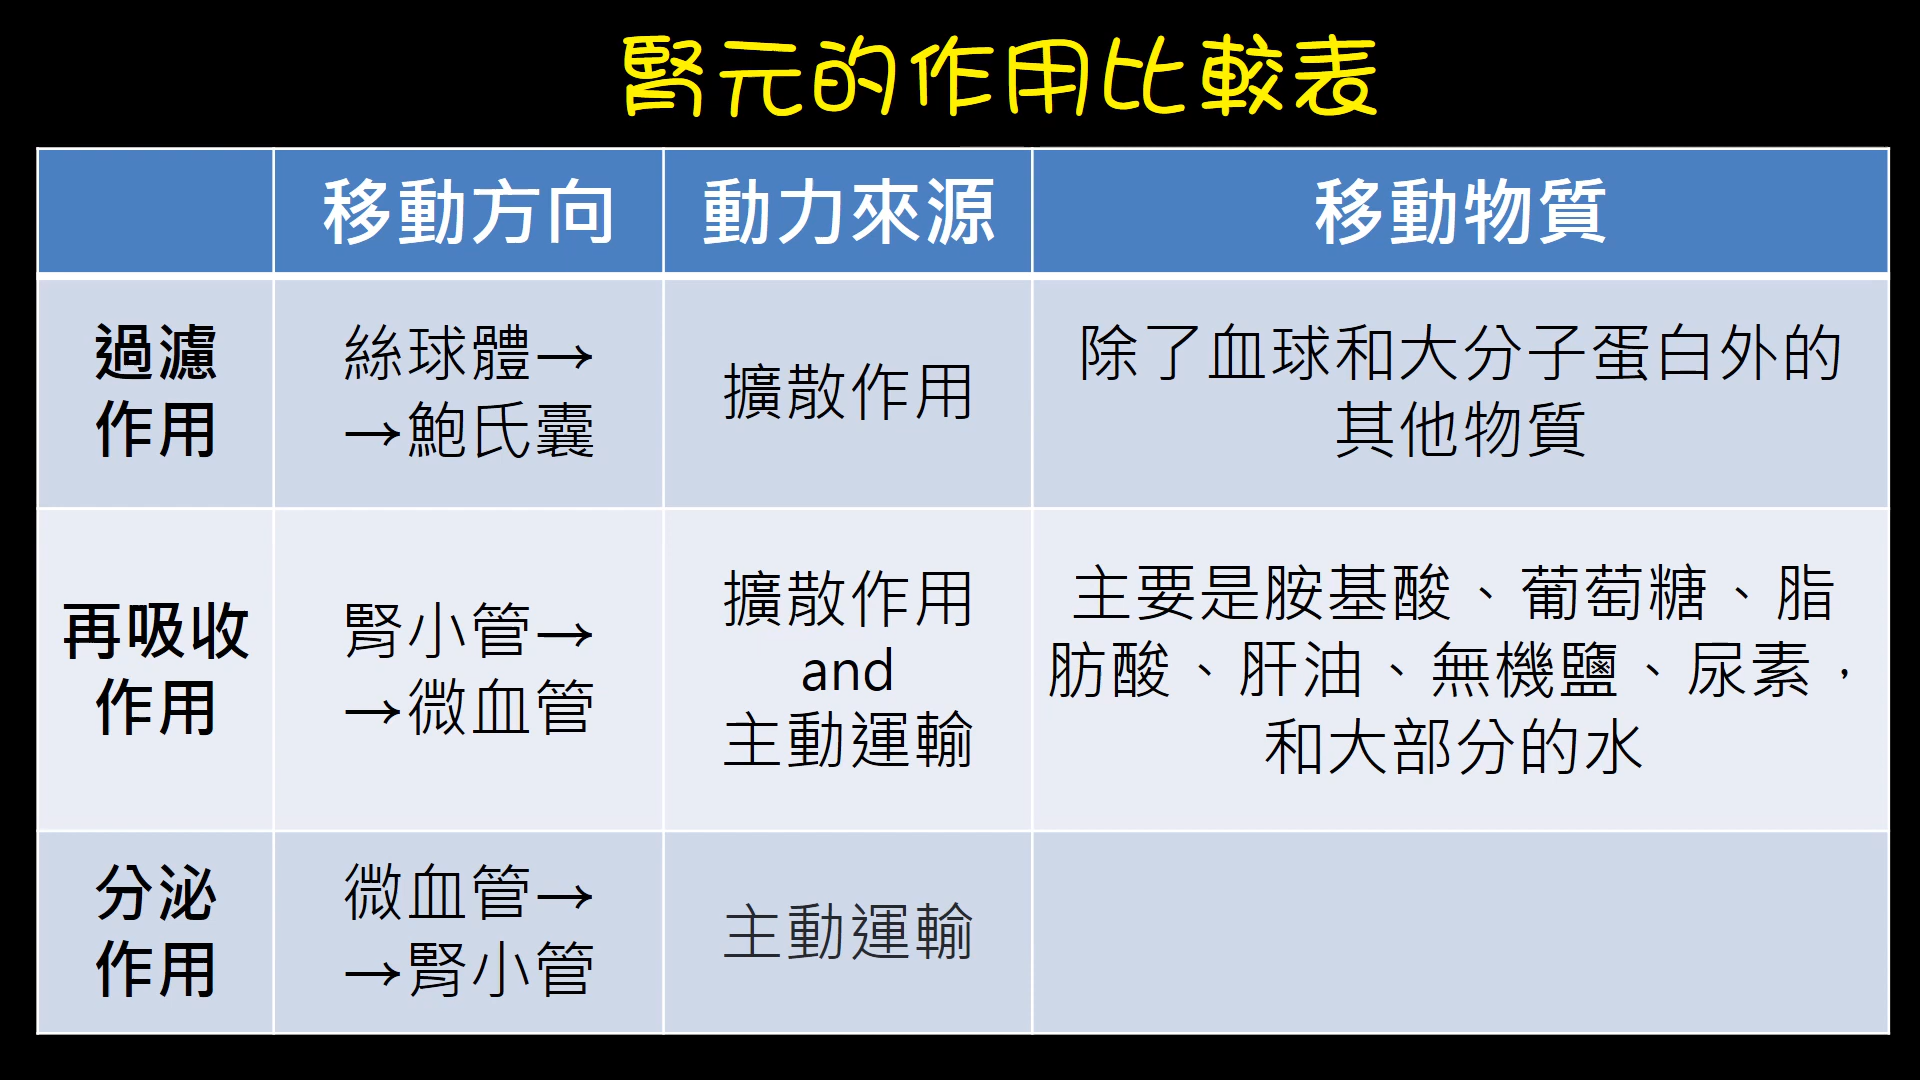 腎元的作用比較表
移動方向
動力來源
移動物質
過濾
作用
絲球體→
→鮑氏囊
擴散作用
除了血球和大分子蛋白外的
其他物質
再吸收
作用
腎小管→
→微血管
擴散作用
and
主動運輸
主要是胺基酸、葡萄糖、脂
肪酸、肝油、無機鹽、尿素，
和大部分的水
分泌
作用
微血管→
→腎小管
主動運輸